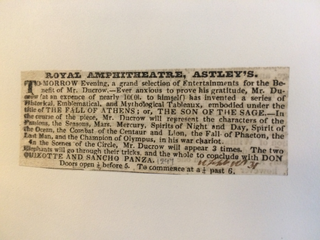 ROYAL AMPHITHEATRE, ASTLEY'S.
TOMORROW Evening, a grand selection of Entertainments for the Be-
nefit of Mr. Ducrow.—Ever anxious to prove his gratitude, Mr. Du-
crow (at an expence of nearly to himself) has invented a series of
Historical, Emblematical, and Mythological Tableaux, embodied under the
title of THE FALL OF ATHENS; or, THE SON OF THE SAGE.—In
the course of the piece, Mr. Ducrow will represent the characters of the
the Seasons, Mars, Mercury, Spirits of Night and Day, Spirit of
the Ocean, the Combat of the Centaur and Lion, the Fall of Phaeton, the
Last Man, and the Champion of Olympus, in his war chariot.
In the Scenes of the Circle, Mr. Ducrow will appear 3 times. The two
Elephants will go through their tricks, and the whole to conclude with DON
QUIXOTTE AND SANCHO PANZA.
Doors open ¼ before 5. To commence at a ¼ past 6.